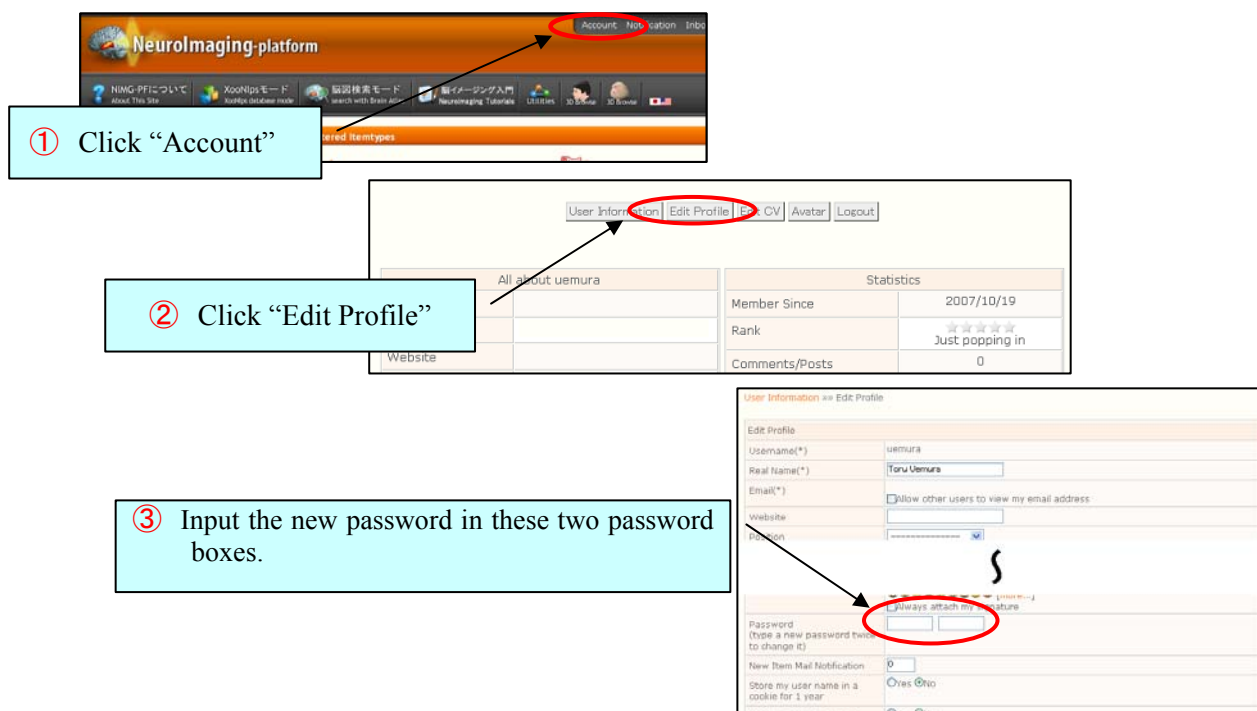 Account Notification Inbo
NeuroImaging-platform
NIMG-PFについて XooNIpsモード 脳図検索モード 脳イメージング入門
About This Site XooNIps database mode search with Brain Atlas NeuroImaging Tutorials Utilities 3D Browse 3D Browse
① Click “Account”
tered Itemtypes
User Information Edit Profile Edit CV Avatar Logout
All about uemura Statistics
Member Since 2007/10/19
② Click “Edit Profile”
Rank
Just popping in
Website
Comments/Posts 0
User Information »» Edit Profile
Edit Profile
Username(*) uemura
Real Name(*) Toru Uemura
Email(*)
Allow other users to view my email address
Website
Position --------------
③ Input the new password in these two password
boxes.
[more...]
Always attach my signature
Password
(type a new password twice
to change it)
New Item Mail Notification 0
Store my user name in a Yes No
cookie for 1 year